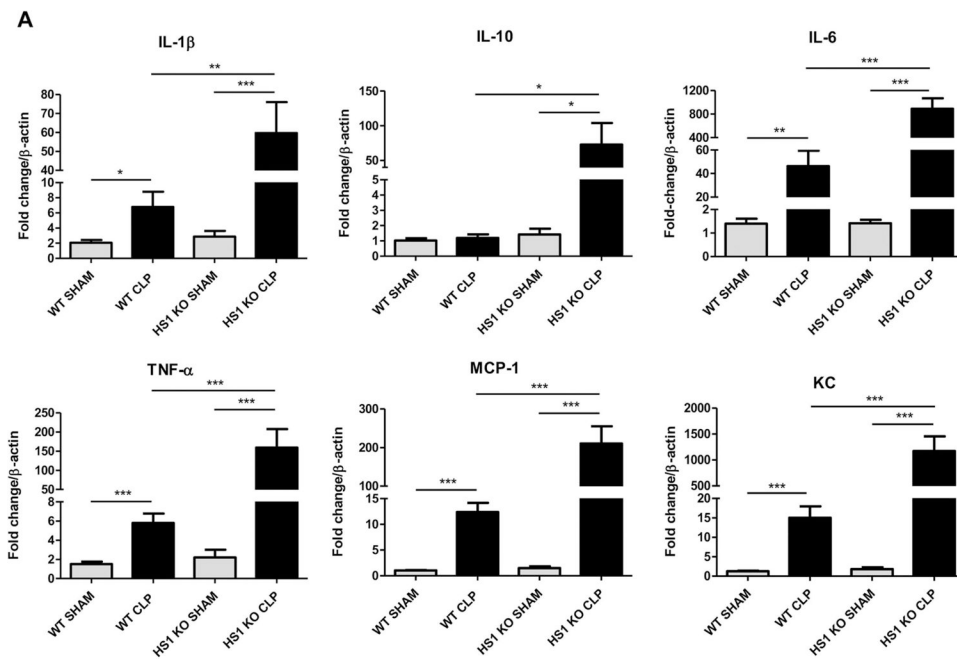 A
IL-1β
Fold change/β-actin
80
70
60
50
40
10
8
6
4
2
0
*
**
***
WT SHAM
WT CLP
HS1 KO SHAM
HS1 KO CLP
IL-10
Fold change/β-actin
150
100
50
5
4
3
2
1
0
*
*
WT SHAM
WT CLP
HS1 KO SHAM
HS1 KO CLP
IL-6
Fold-change/β-actin
1200
800
400
60
40
20
2
1
0
**
***
***
WT SHAM
WT CLP
HS1 KO SHAM
HS1 KO CLP
TNF-α
Fold change/β-actin
250
200
150
100
50
8
6
4
2
0
***
***
***
WT SHAM
WT CLP
HS1 KO SHAM
HS1 KO CLP
MCP-1
Fold change/β-actin
300
200
100
15
10
5
0
***
***
***
WT SHAM
WT CLP
HS1 KO SHAM
HS1 KO CLP
KC
Fold change/β-actin
2000
1500
1000
500
20
15
10
5
0
***
***
***
WT SHAM
WT CLP
HS1 KO SHAM
HS1 KO CLP